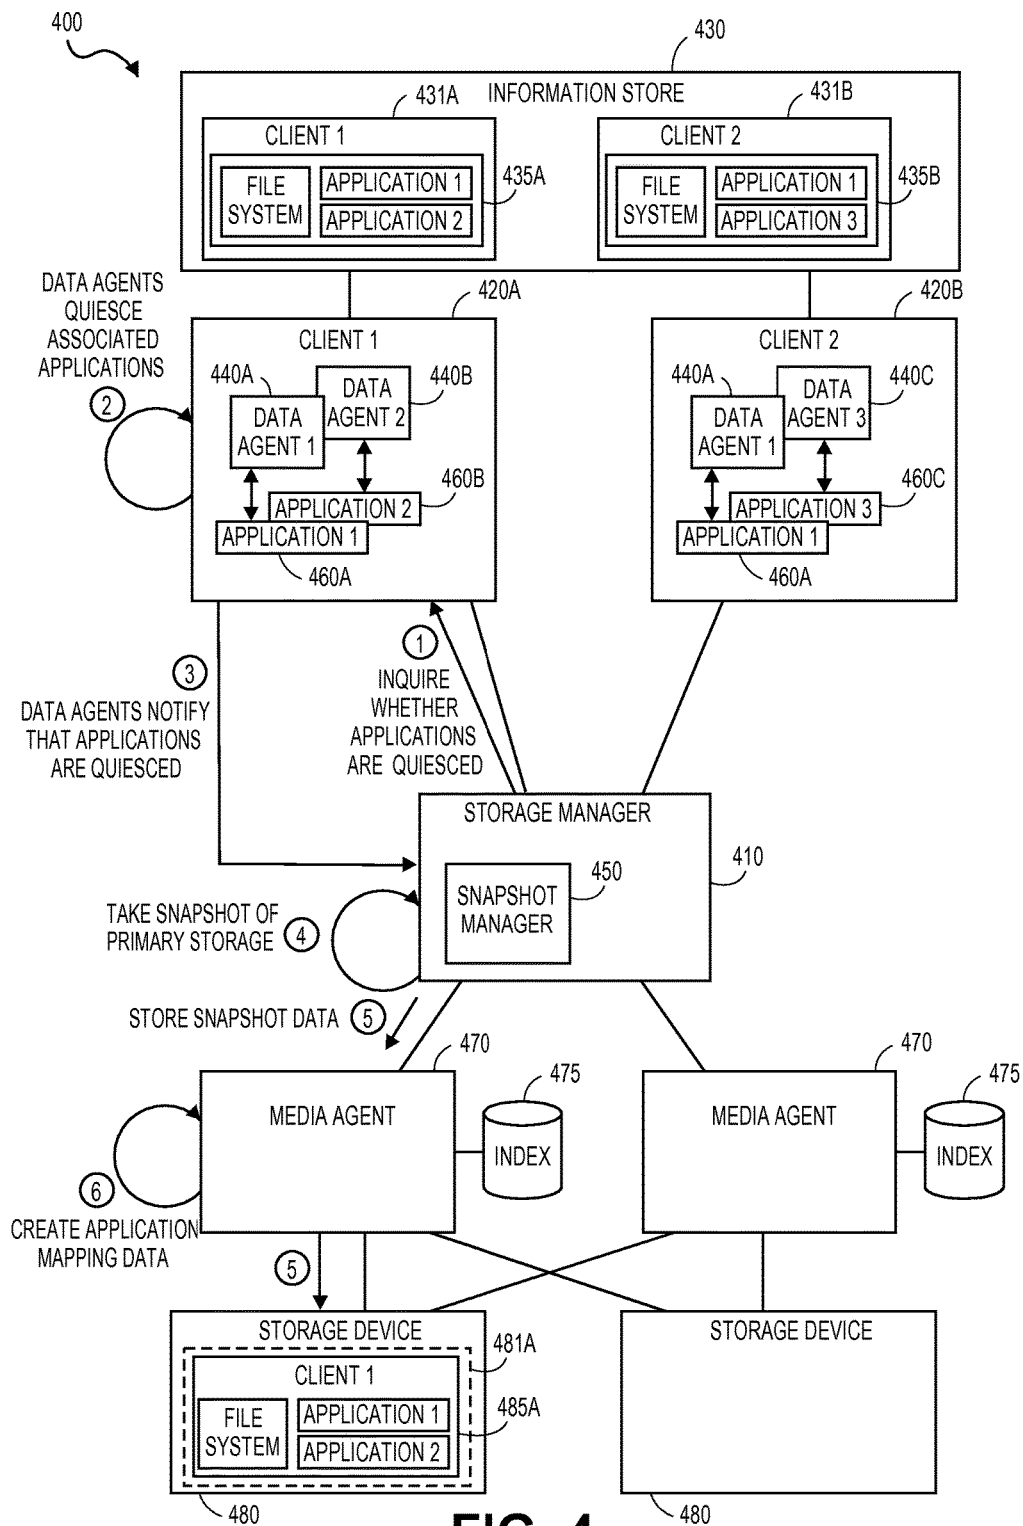 400
430
INFORMATION STORE
431A
431B
CLIENT 1
CLIENT 2
FILE
SYSTEM
APPLICATION 1
APPLICATION 2
435A
FILE
SYSTEM
APPLICATION 1
APPLICATION 3
435B
DATA AGENTS
QUIESCE
ASSOCIATED
APPLICATIONS
2
420A
CLIENT 1
440A
DATA
AGENT 1
DATA
AGENT 2
440B
460B
APPLICATION 2
APPLICATION 1
460A
420B
CLIENT 2
440A
DATA
AGENT 1
DATA
AGENT 3
440C
460C
APPLICATION 3
APPLICATION 1
460A
3
DATA AGENTS NOTIFY
THAT APPLICATIONS
ARE QUIESCED
1
INQUIRE
WHETHER
APPLICATIONS
ARE QUIESCED
STORAGE MANAGER
410
450
SNAPSHOT
MANAGER
TAKE SNAPSHOT OF
PRIMARY STORAGE
4
STORE SNAPSHOT DATA
5
470
MEDIA AGENT
475
INDEX
470
MEDIA AGENT
475
INDEX
6
CREATE APPLICATION
MAPPING DATA
5
STORAGE DEVICE
481A
CLIENT 1
485A
FILE
SYSTEM
APPLICATION 1
APPLICATION 2
480
STORAGE DEVICE
480
FIG. 4